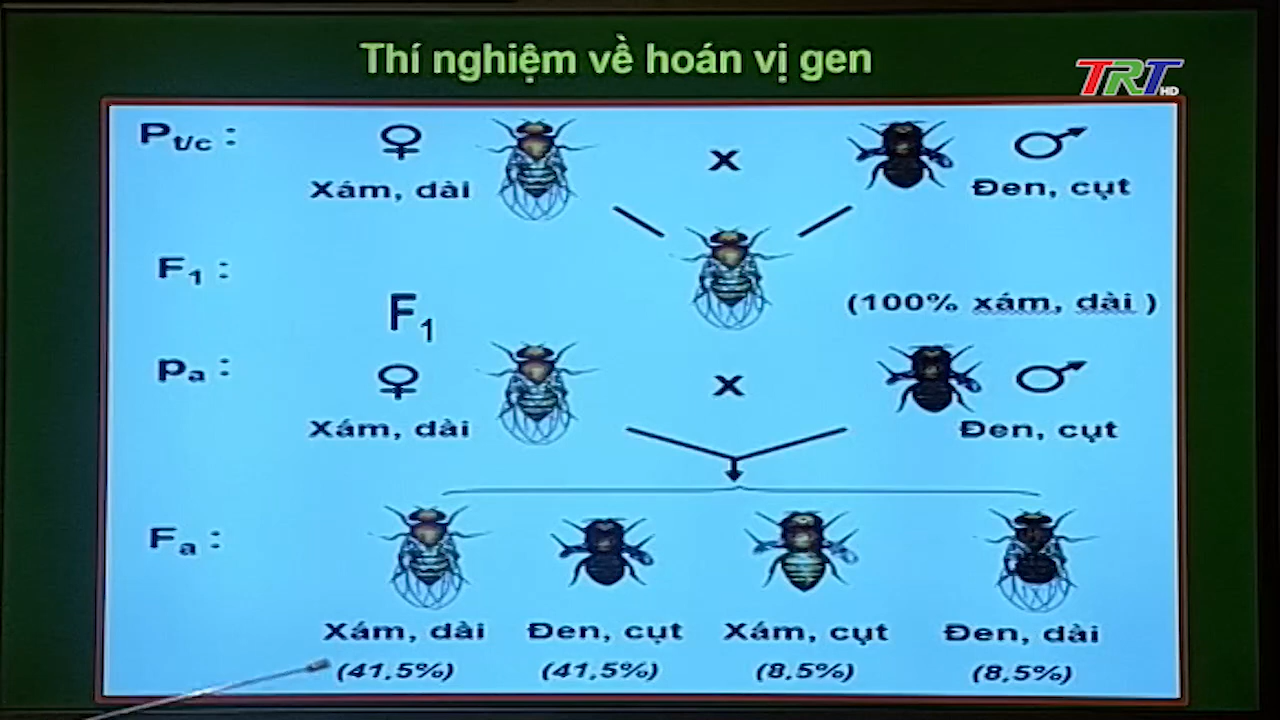 Thí nghiệm về hoán vị gen
TRT HD
Pt/c : ♀ x ♂
Xám, dài Đen, cụt
F1 : (100% xám, dài )
F1
Pa : ♀ x ♂
Xám, dài Đen, cụt
Fa :
Xám, dài Đen, cụt Xám, cụt Đen, dài
(41,5%) (41,5%) (8,5%) (8,5%)